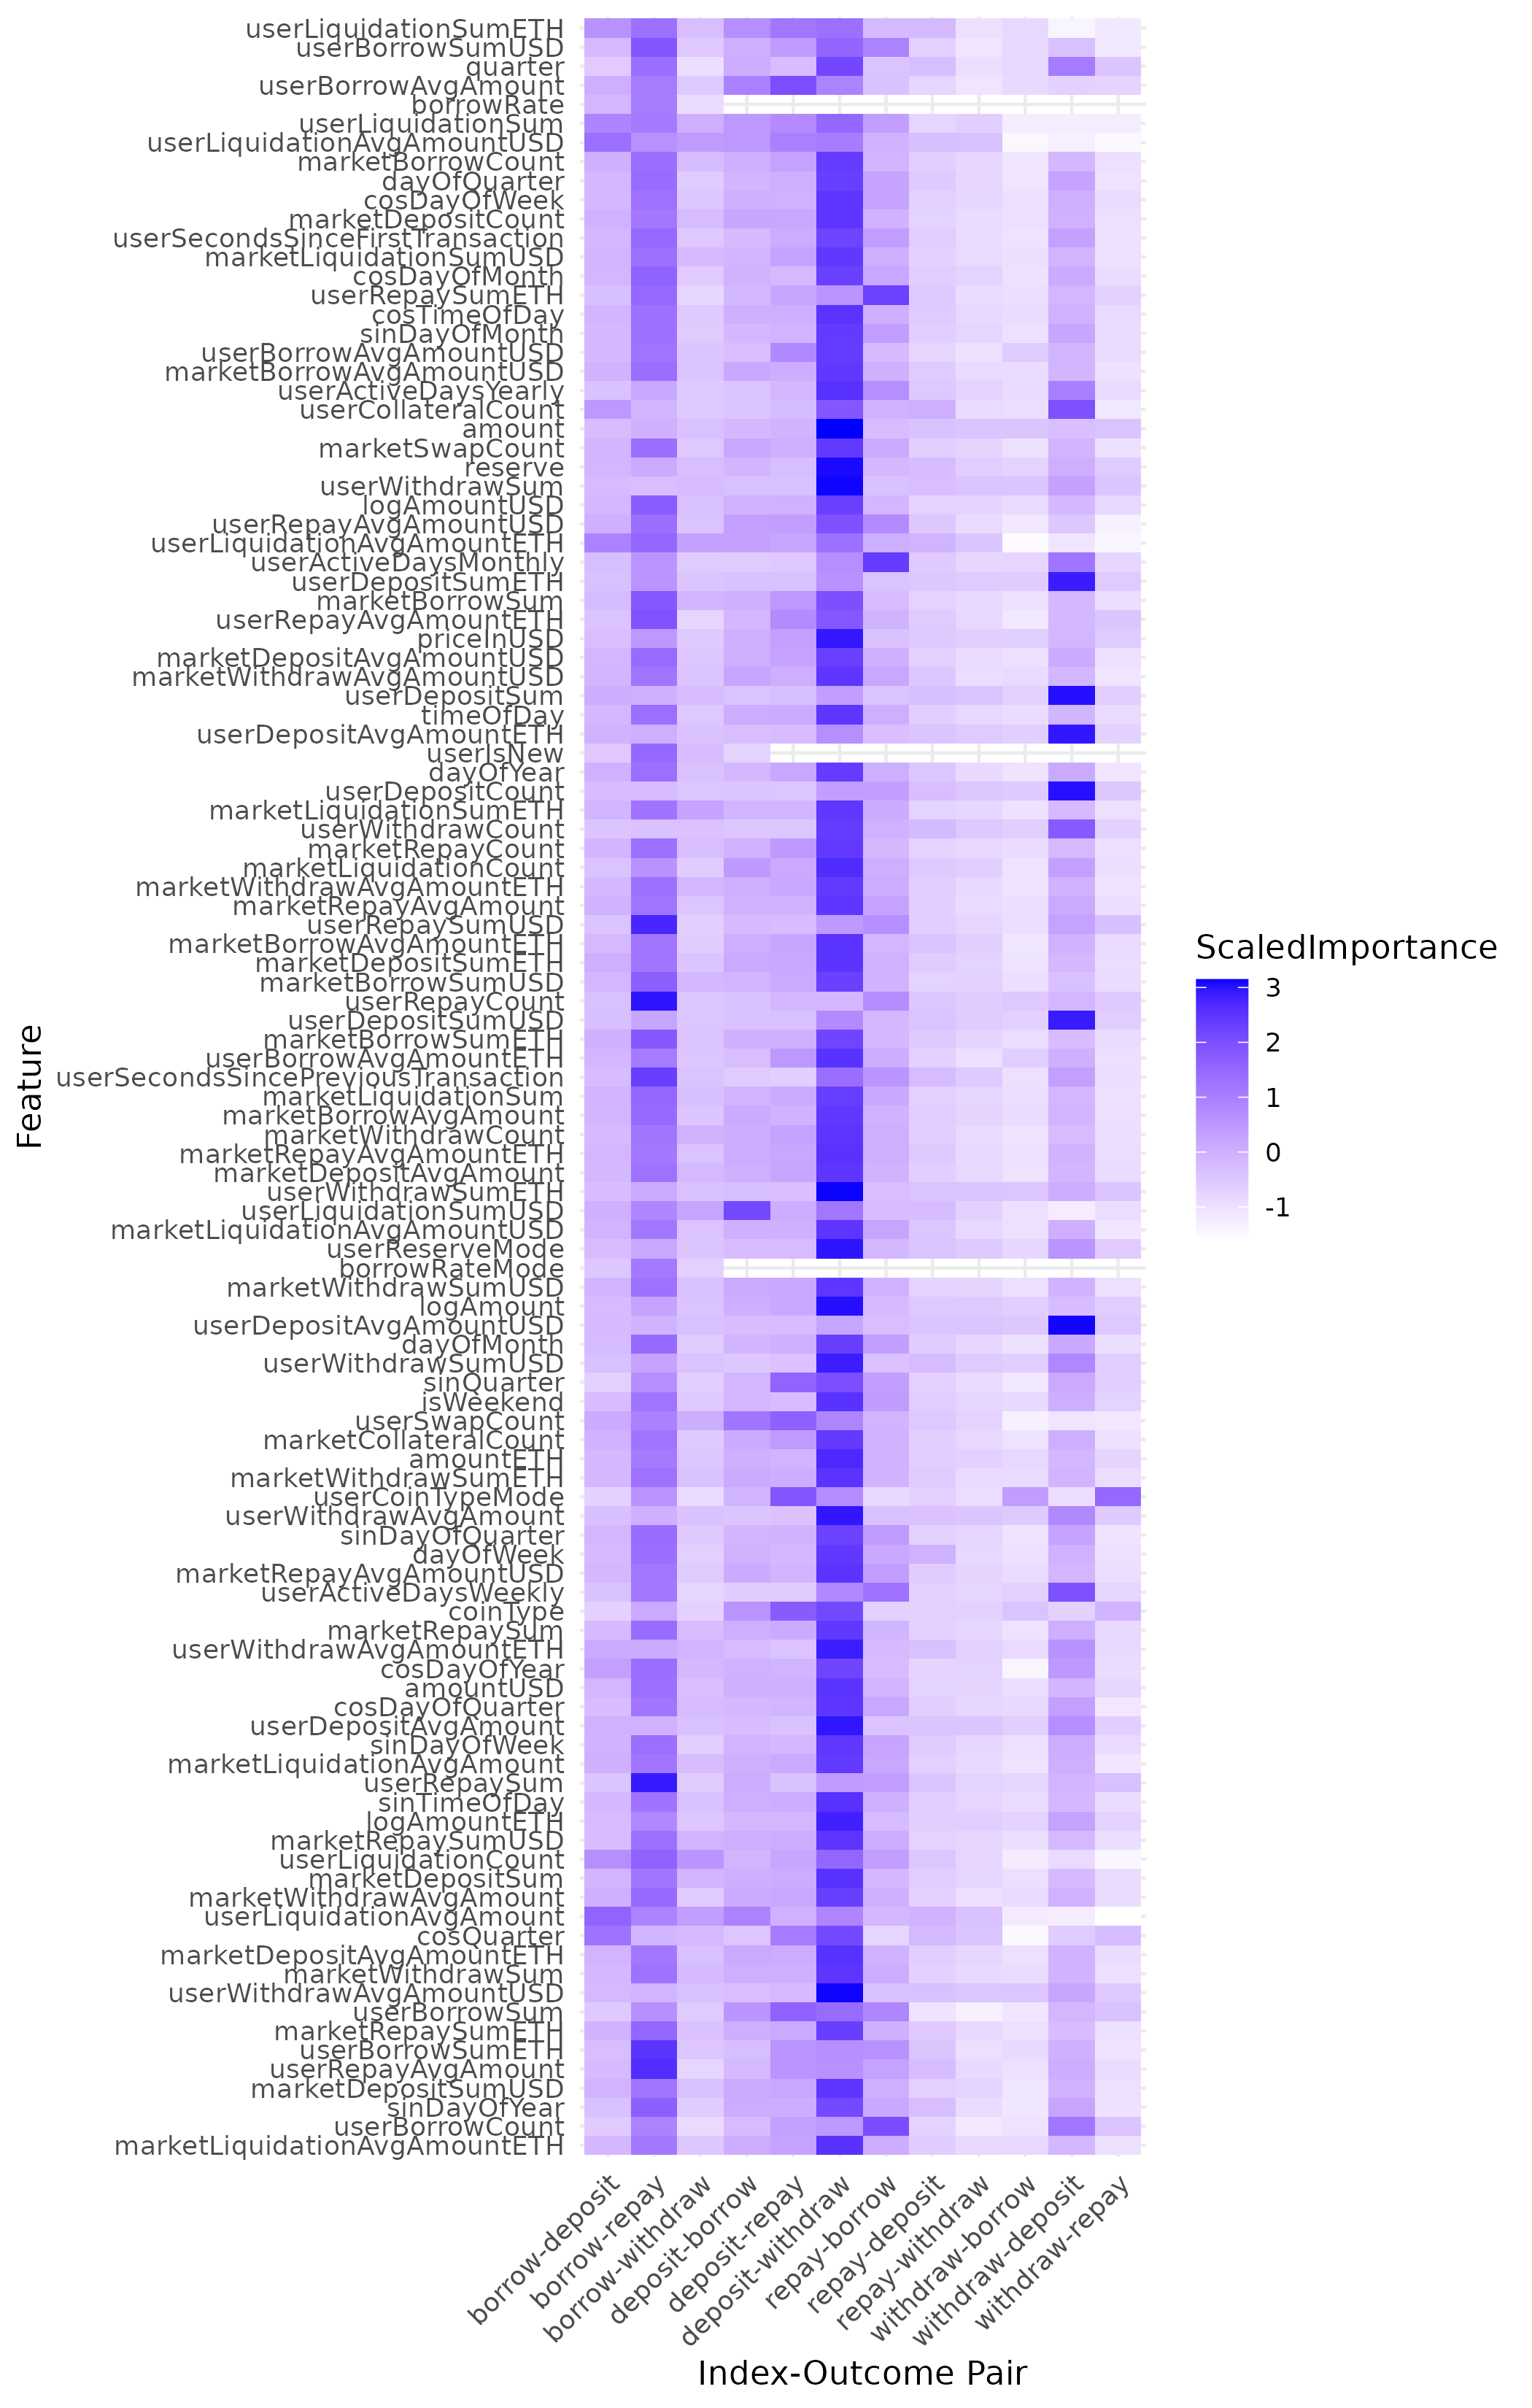 userLiquidationSumETH
userBorrowSumUSD
quarter
userBorrowAvgAmount
borrowRate
userLiquidationSum
userLiquidationAvgAmountUSD
marketBorrowCount
dayOfQuarter
cosDayOfWeek
marketDepositCount
userSecondsSinceFirstTransaction
marketLiquidationSumUSD
cosDayOfMonth
userRepaySumETH
cosTimeOfDay
sinDayOfMonth
userBorrowAvgAmountUSD
marketBorrowAvgAmountUSD
userActiveDaysYearly
userCollateralCount
amount
marketSwapCount
reserve
userWithdrawSum
logAmountUSD
userRepayAvgAmountUSD
userLiquidationAvgAmountETH
userActiveDaysMonthly
userDepositSumETH
marketBorrowSum
userRepayAvgAmountETH
priceInUSD
marketDepositAvgAmountUSD
marketWithdrawAvgAmountUSD
userDepositSum
timeOfDay
userDepositAvgAmountETH
userIsNew
dayOfYear
userDepositCount
marketLiquidationSumETH
userWithdrawCount
marketRepayCount
marketLiquidationCount
marketWithdrawAvgAmountETH
marketRepayAvgAmount
userRepaySumUSD
marketBorrowAvgAmountETH
marketDepositSumETH
marketBorrowSumUSD
userRepayCount
userDepositSumUSD
marketBorrowSumETH
userBorrowAvgAmountETH
userSecondsSincePreviousTransaction
marketLiquidationSum
marketBorrowAvgAmount
marketWithdrawCount
marketRepayAvgAmountETH
marketDepositAvgAmount
userWithdrawSumETH
userLiquidationSumUSD
marketLiquidationAvgAmountUSD
userReserveMode
borrowRateMode
marketWithdrawSumUSD
logAmount
userDepositAvgAmountUSD
dayOfMonth
userWithdrawSumUSD
sinQuarter
isWeekend
userSwapCount
marketCollateralCount
amountETH
marketWithdrawSumETH
userCoinTypeMode
userWithdrawAvgAmount
sinDayOfQuarter
dayOfWeek
marketRepayAvgAmountUSD
userActiveDaysWeekly
coinType
marketRepaySum
userWithdrawAvgAmountETH
cosDayOfYear
amountUSD
cosDayOfQuarter
userDepositAvgAmount
sinDayOfWeek
marketLiquidationAvgAmount
userRepaySum
sinTimeOfDay
logAmountETH
marketRepaySumUSD
userLiquidationCount
marketDepositSum
marketWithdrawAvgAmount
userLiquidationAvgAmount
cosQuarter
marketDepositAvgAmountETH
marketWithdrawSum
userWithdrawAvgAmountUSD
userBorrowSum
marketRepaySumETH
userBorrowSumETH
userRepayAvgAmount
marketDepositSumUSD
sinDayOfYear
userBorrowCount
marketLiquidationAvgAmountETH
Feature
borrow-deposit
borrow-repay
borrow-withdraw
deposit-borrow
deposit-repay
deposit-withdraw
repay-borrow
repay-deposit
repay-withdraw
withdraw-borrow
withdraw-deposit
withdraw-repay
Index-Outcome Pair
ScaledImportance
3
2
1
0
-1